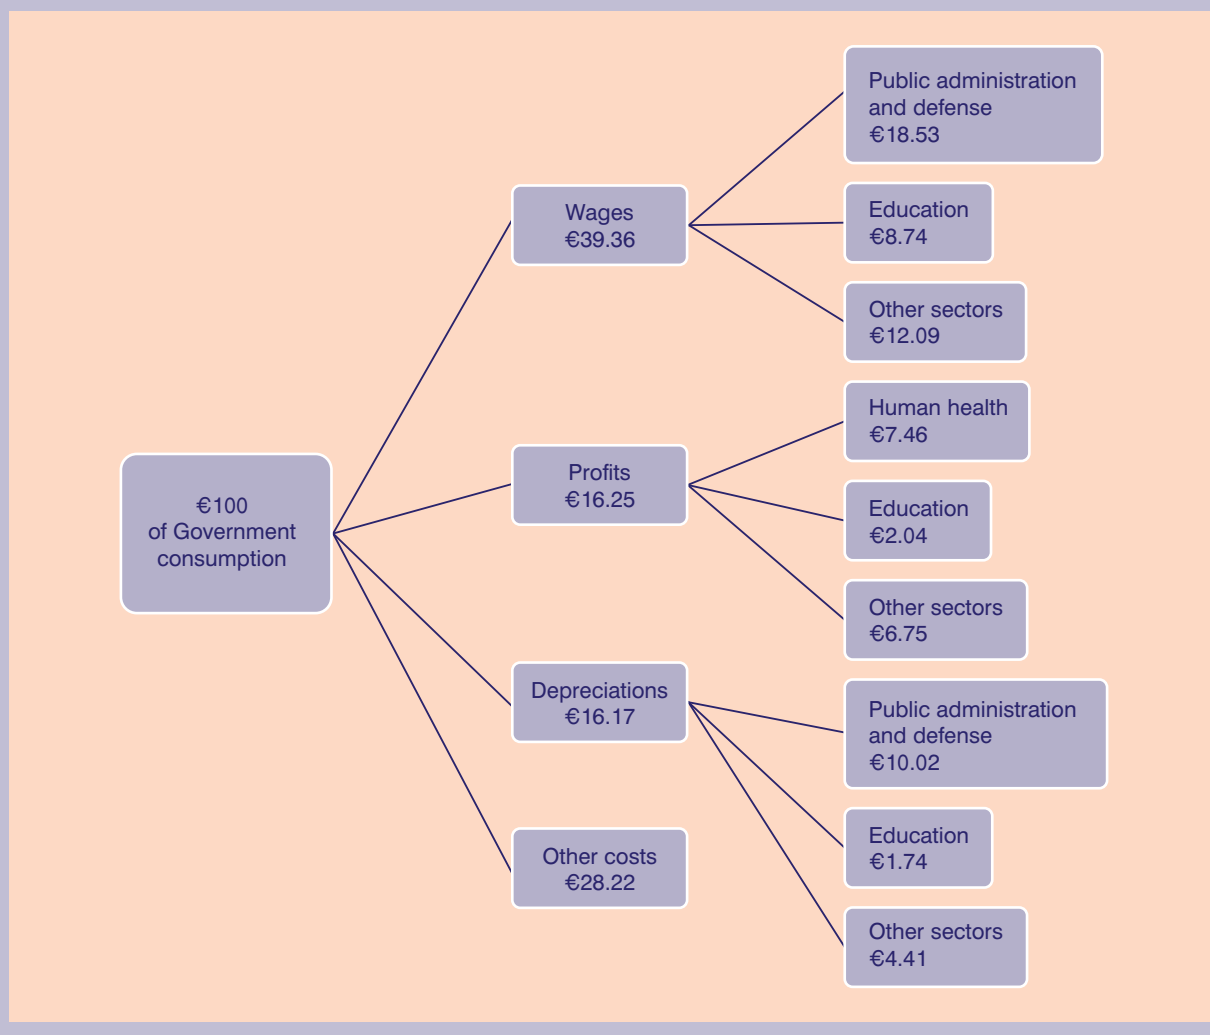 €100
of Government
consumption
Wages
€39.36
Public administration
and defense
€18.53
Education
€8.74
Other sectors
€12.09
Profits
€16.25
Human health
€7.46
Education
€2.04
Other sectors
€6.75
Depreciations
€16.17
Public administration
and defense
€10.02
Education
€1.74
Other sectors
€4.41
Other costs
€28.22